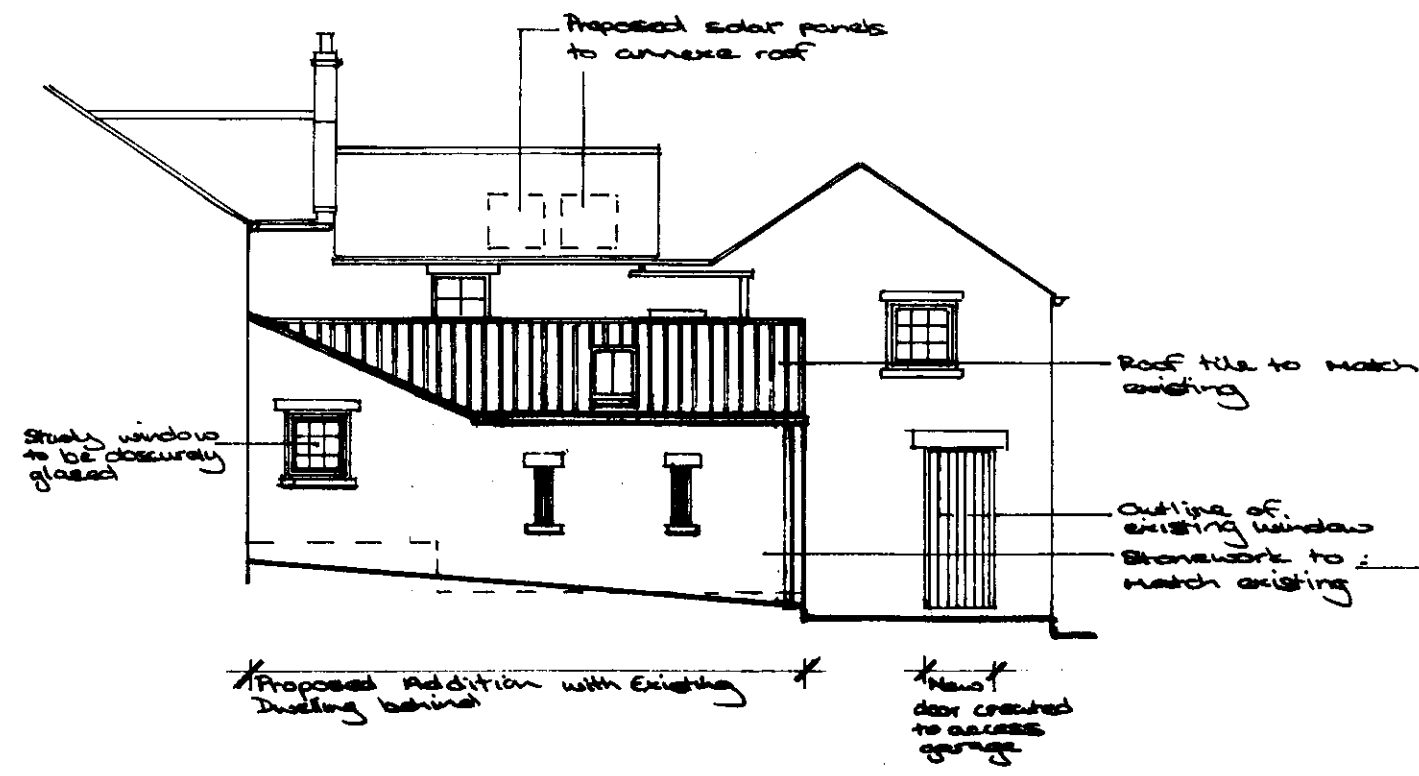 Proposed solar panels
to annexe roof
Roof tile to match
existing
Study window
to be obscurely
glazed
Outline of
existing window
Stonework to
match existing
Proposed Addition with Existing
Dwelling behind
New
door created
to access
garage